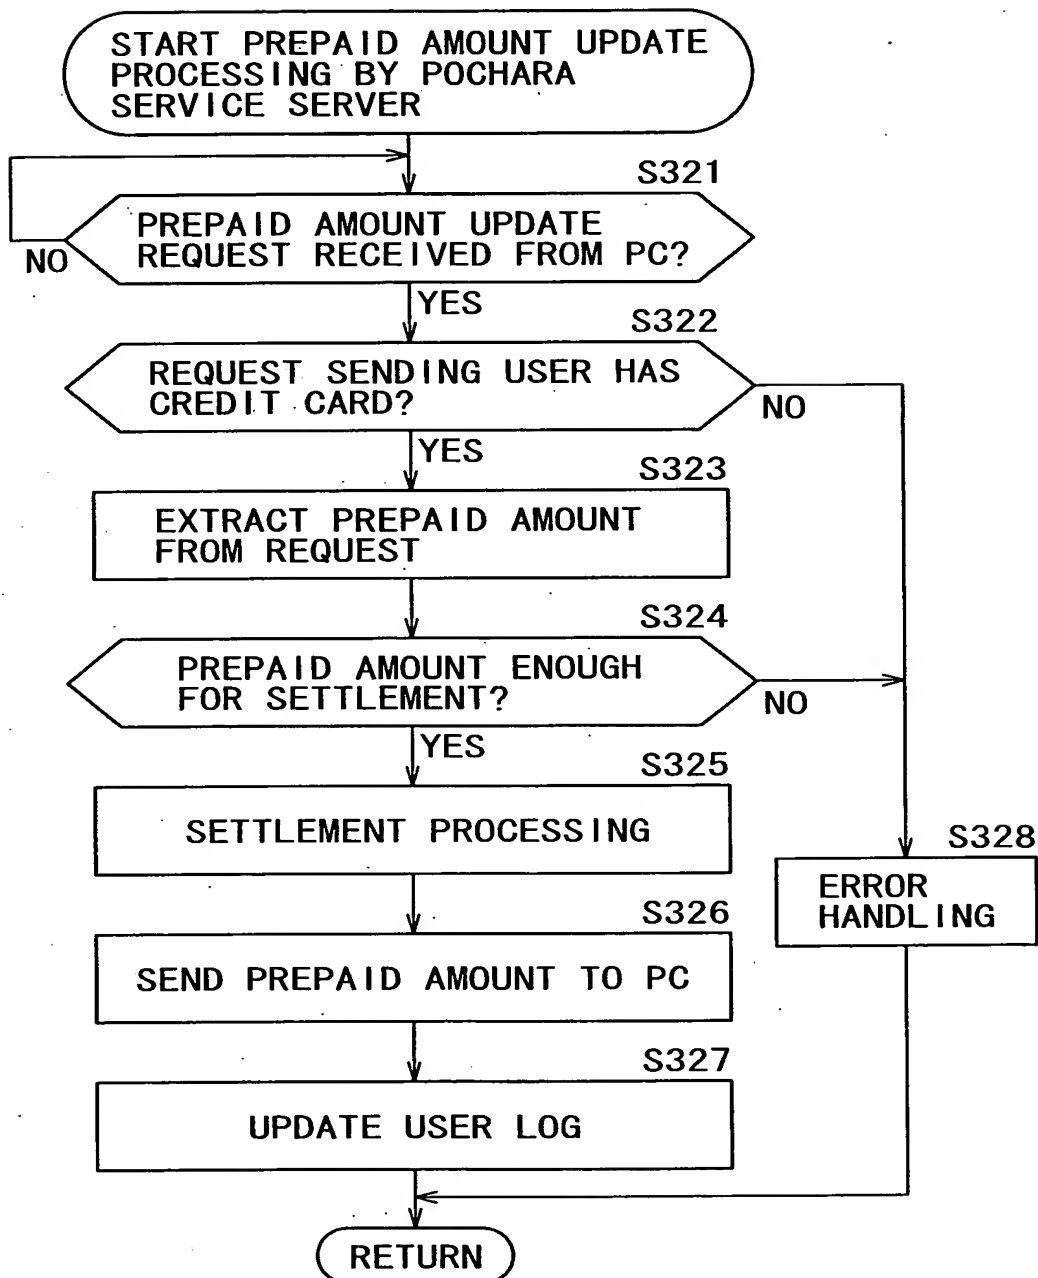 START PREPAID AMOUNT UPDATE
PROCESSING BY POCHARA
SERVICE SERVER
S321
PREPAID AMOUNT UPDATE
REQUEST RECEIVED FROM PC?
NO
YES
S322
REQUEST SENDING USER HAS
CREDIT CARD?
NO
YES
S323
EXTRACT PREPAID AMOUNT
FROM REQUEST
S324
PREPAID AMOUNT ENOUGH
FOR SETTLEMENT?
NO
YES
S325
SETTLEMENT PROCESSING
S328
ERROR
HANDLING
S326
SEND PREPAID AMOUNT TO PC
S327
UPDATE USER LOG
RETURN